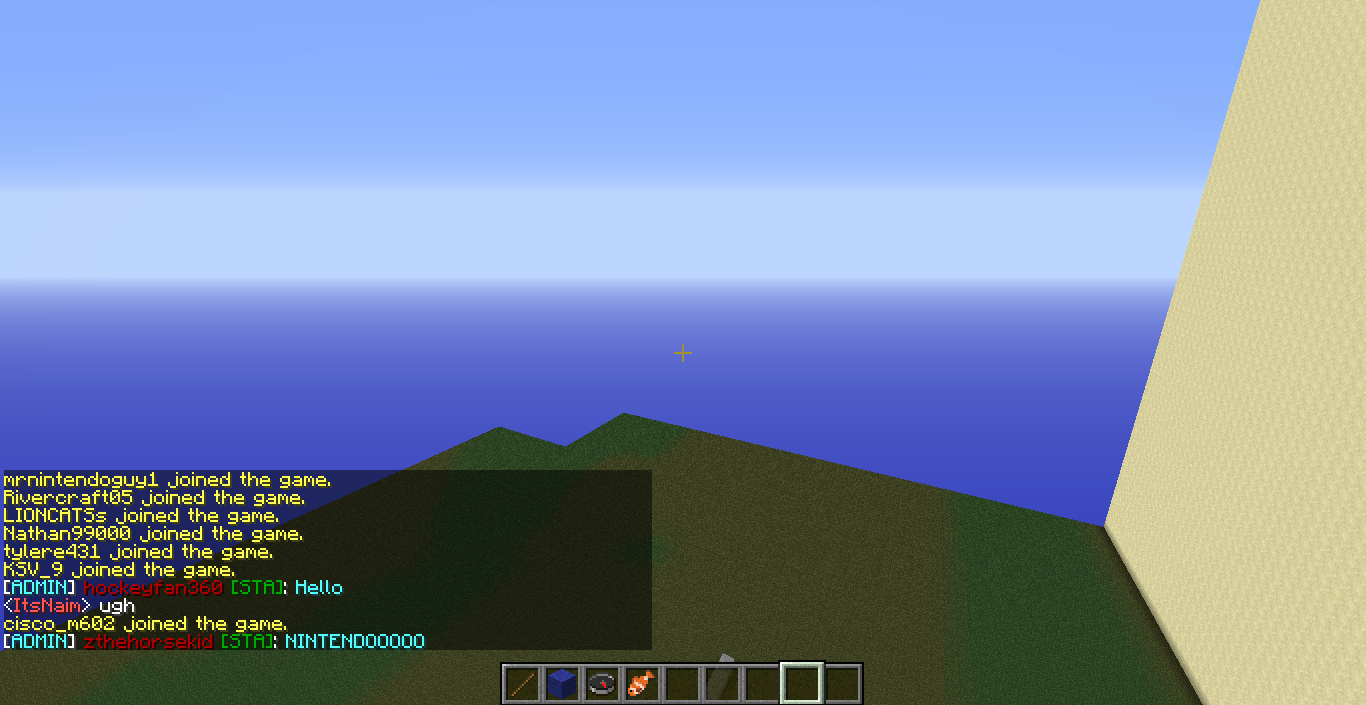 mrnintendoguy1 joined the game.
Rivercraft05 joined the game.
LIONCATSs joined the game.
Nathan99000 joined the game.
tylere431 joined the game.
KSV_9 joined the game.
[ADMIN] hockeyfan360 [STA]: Hello
<ItsNaim> ugh
cisco_m602 joined the game.
[ADMIN] zthehorsekid [STA]: NINTENDOOOOO